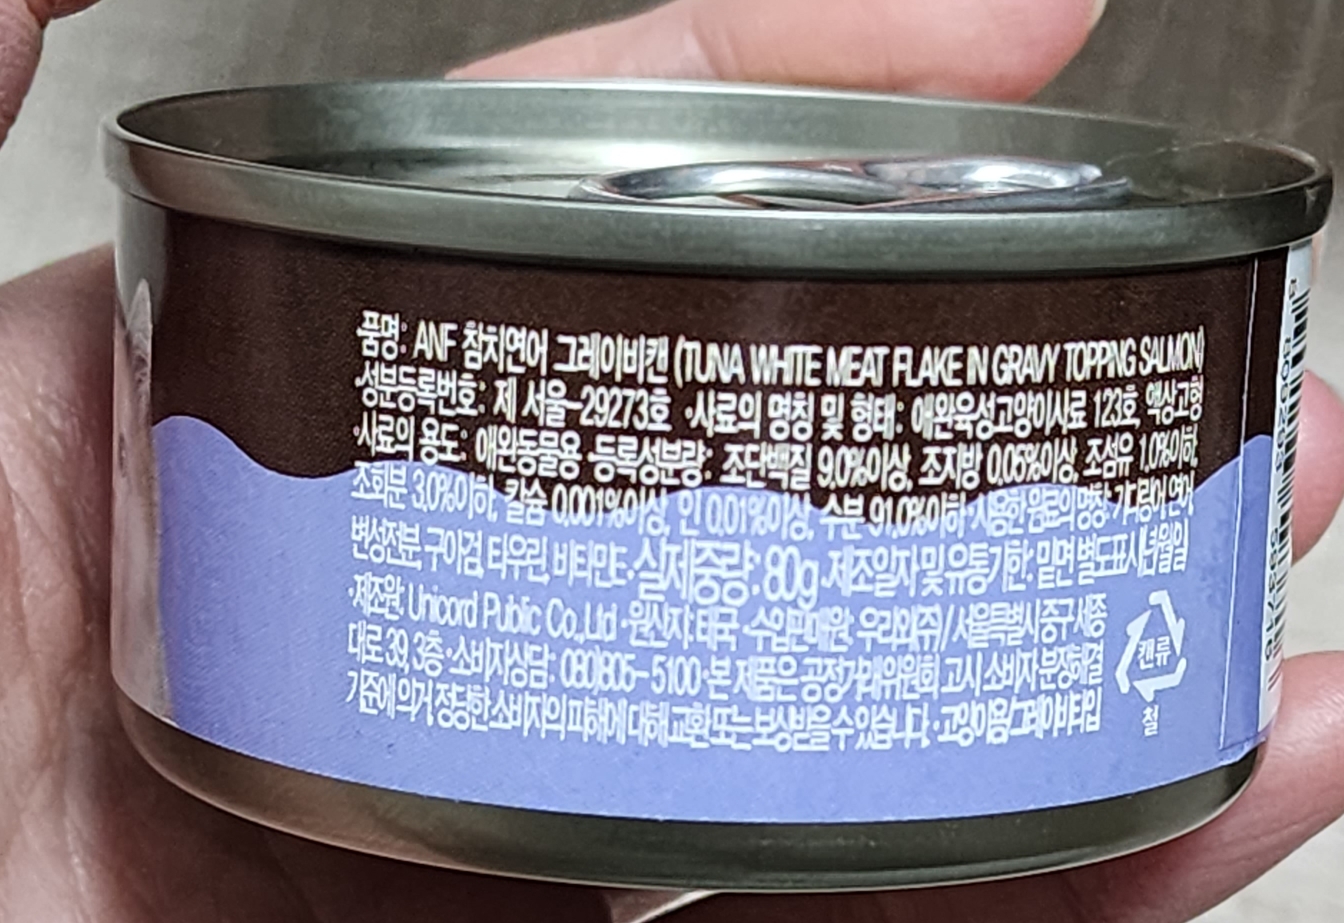 ·품명: ANF 참치연어 그레이비캔 (TUNA WHITE MEAT FLAKE IN GRAVY TOPPING SALMON)
·성분등록번호: 제 서울-29273호 ·사료의 명칭 및 형태: 애완육성고양이사료 123호, 액상고형
·사료의 용도: 애완동물용 ·등록성분량: 조단백질 9.0%이상, 조지방 0.05%이상, 조섬유 1.0%이하,
조회분 3.0%이하, 칼슘 0.001%이상, 인 0.01%이상, 수분 91.0%이하 ·사용한 원료의 명칭: 연어,
변성전분, 구아검, 타우린, 비타민E ·실제중량: 80g ·제조일자 및 유통기한: 밑면 별도표시년월일
·제조원: Unicord Public Co.,Ltd ·원산지: 태국 ·수입판매원: 우리와(주) / 서울특별시 중구 세종
대로 39, 3층 ·소비자상담: 080)805-5100 ·본 제품은 공정거래위원회 고시 소비자 분쟁해결
기준에 의거 정당한 소비자의 피해에 대해 교환 또는 보상받을 수 있습니다. ·고양이용 그레이비타입
캔류
철